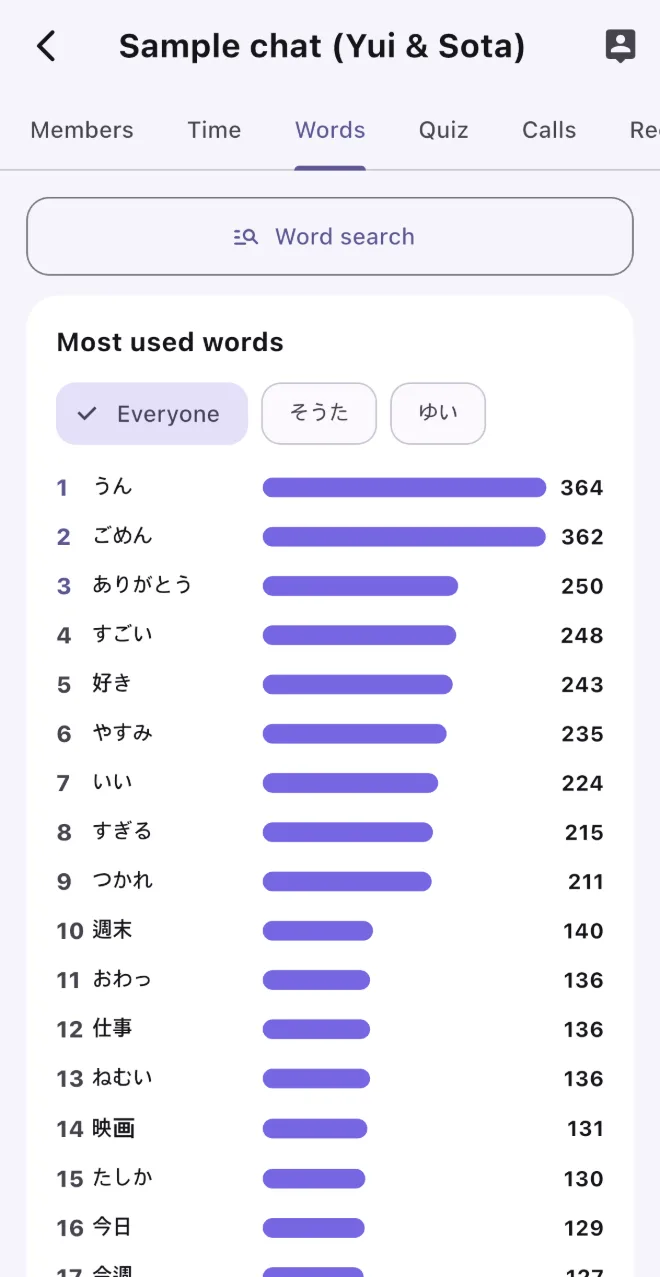 Sample chat (Yui & Sota)
Members Time Words Quiz Calls
Word search
Most used words
Everyone そうた ゆい
1 うん 364
2 ごめん 362
3 ありがとう 250
4 すごい 248
5 好き 243
6 やすみ 235
7 いい 224
8 すぎる 215
9 つかれ 211
10 週末 140
11 おわっ 136
12 仕事 136
13 ねむい 136
14 映画 131
15 たしか 130
16 今日 129
17 今週 127